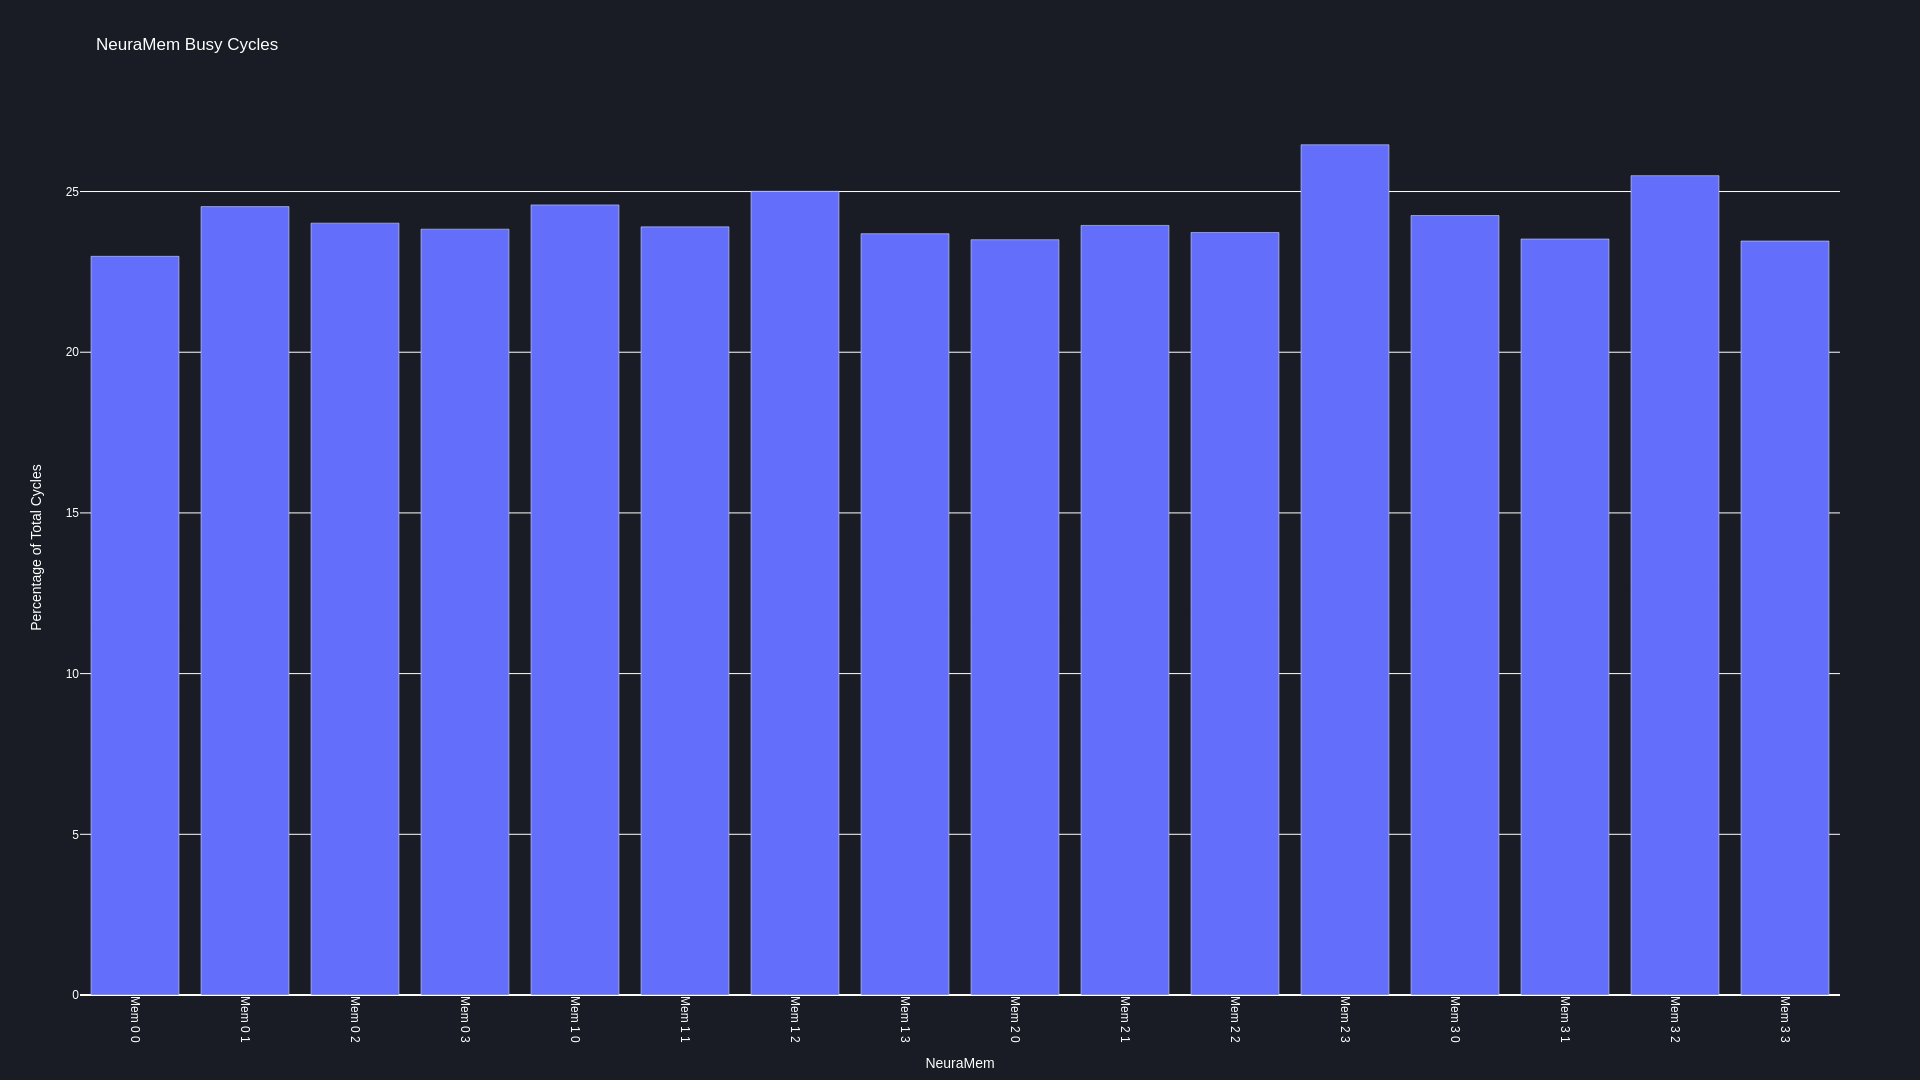 NeuraMem Busy Cycles
25
20
15
10
5
0
Percentage of Total Cycles
Mem 0 0
Mem 0 1
Mem 0 2
Mem 0 3
Mem 1 0
Mem 1 1
Mem 1 2
Mem 1 3
Mem 2 0
Mem 2 1
Mem 2 2
Mem 2 3
Mem 3 0
Mem 3 1
Mem 3 2
Mem 3 3
NeuraMem